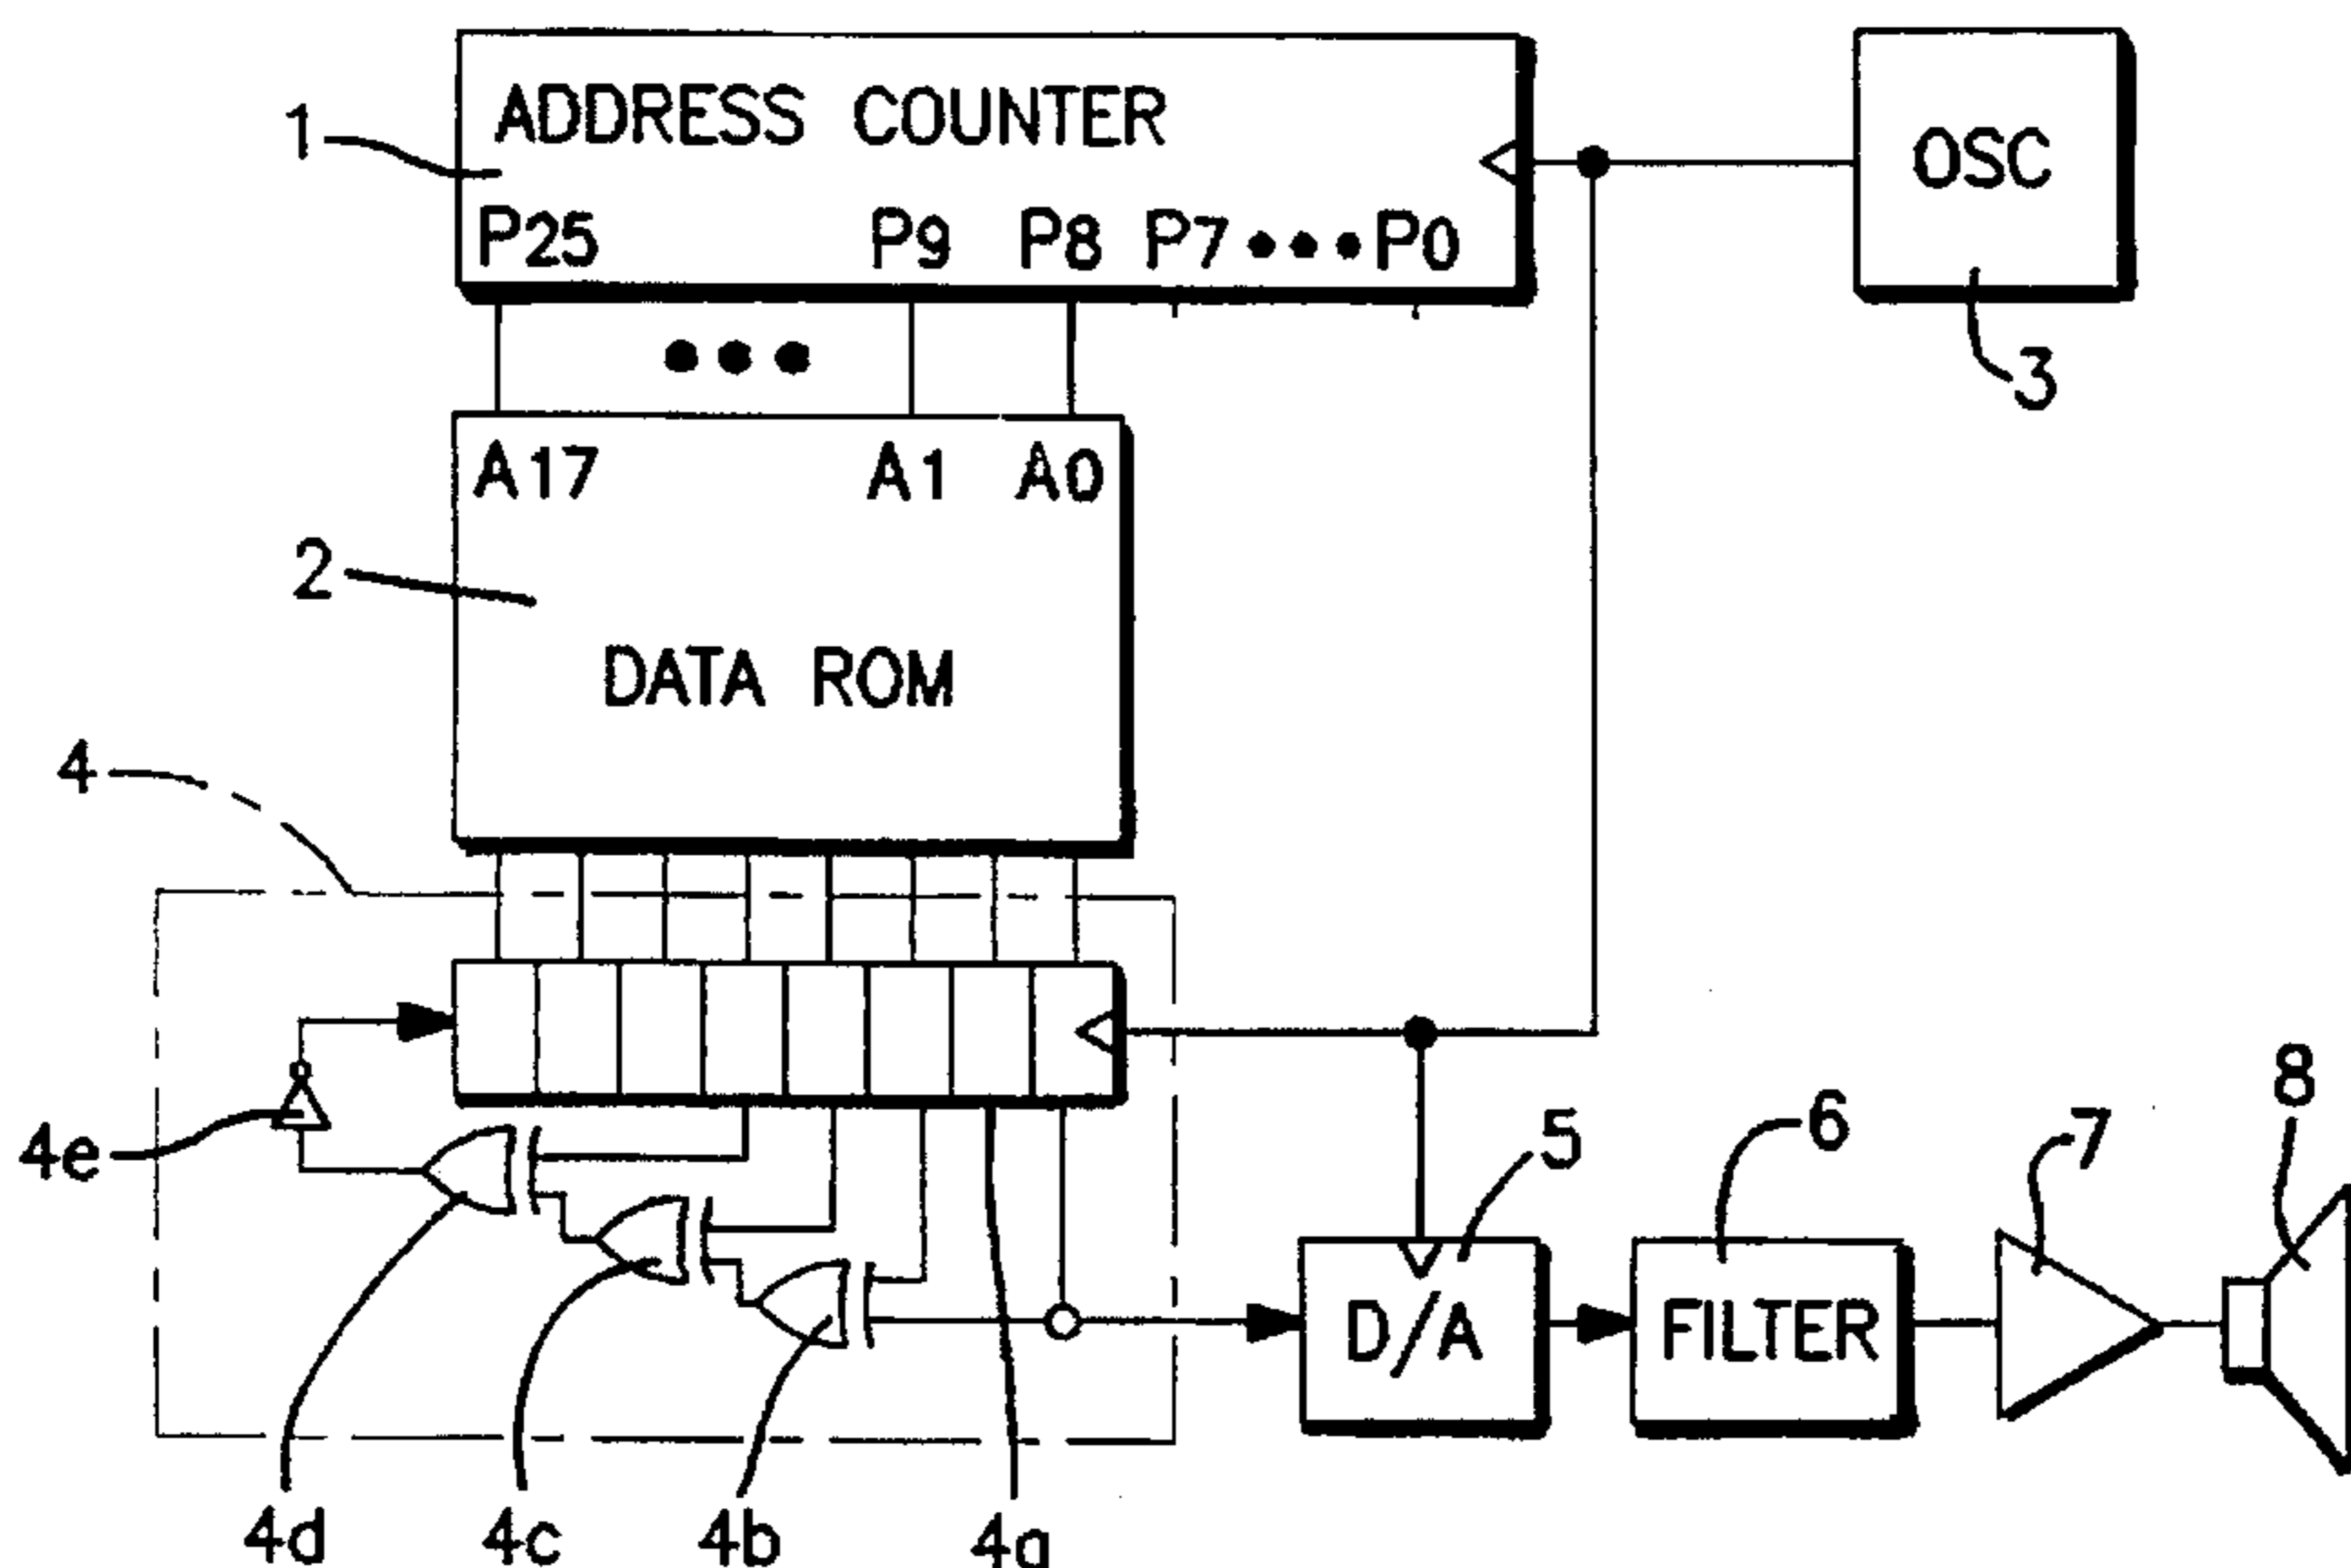 ADDRESS COUNTER
OSC
1
P25 P9 P8 P7 ••• P0
3
•••
A17 A1 A0
2
DATA ROM
4
4e
5
6
7
8
D/A
FILTER
4d
4c
4b
4a